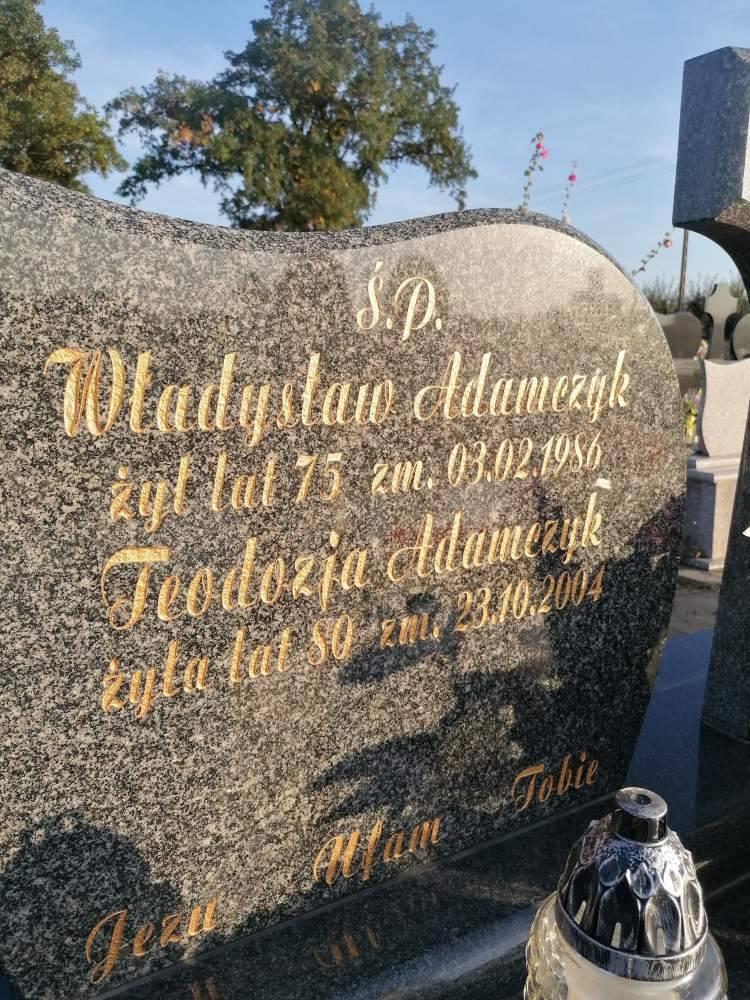 Ś.P.
Władysław Adamczyk
żył lat 75 zm. 03.02.1986
Teodozja Adamczyk
żyła lat 80 zm. 23.10.2004
Jezu Ufam Tobie